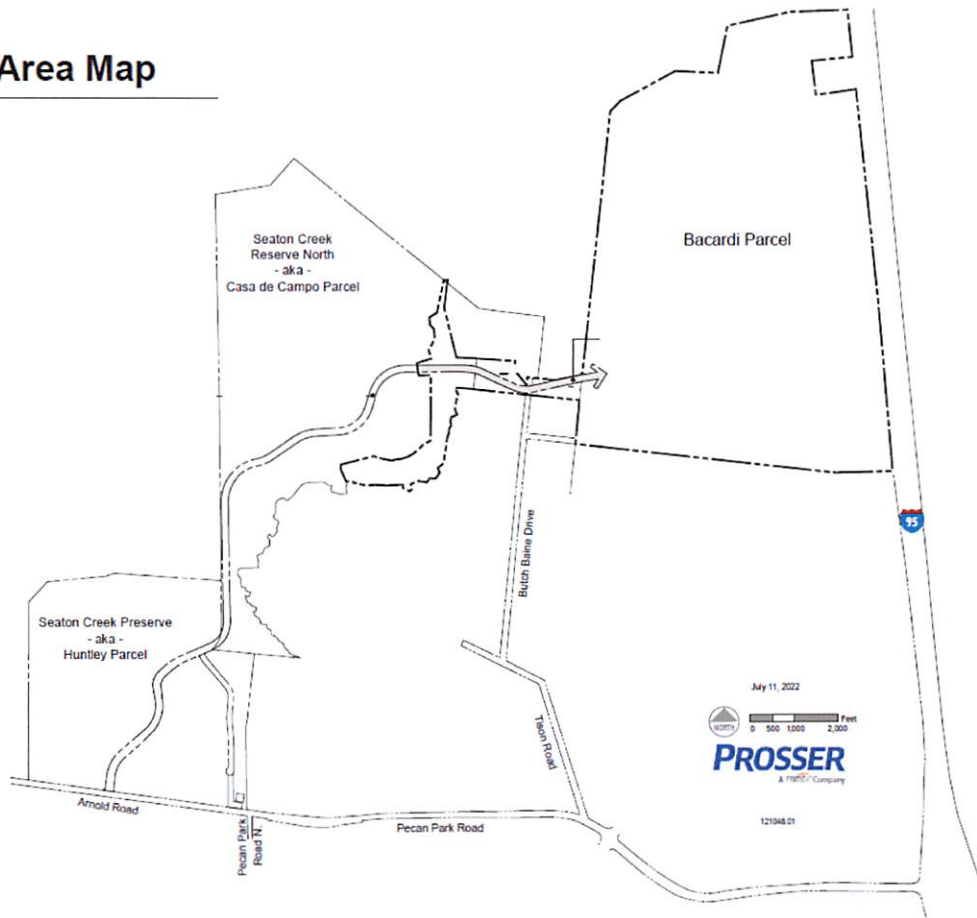 Area Map
Bacardi Parcel
Seaton Creek
Reserve North
- aka -
Casa de Campo Parcel
95
Butch Baine Drive
Seaton Creek Preserve
- aka -
Huntley Parcel
July 11, 2022
NORTH
0 500 1,000 2,000 Feet
PROSSER
A Company
121048.01
Tison Road
Arnold Road
Pecan Park
Road N.
Pecan Park Road